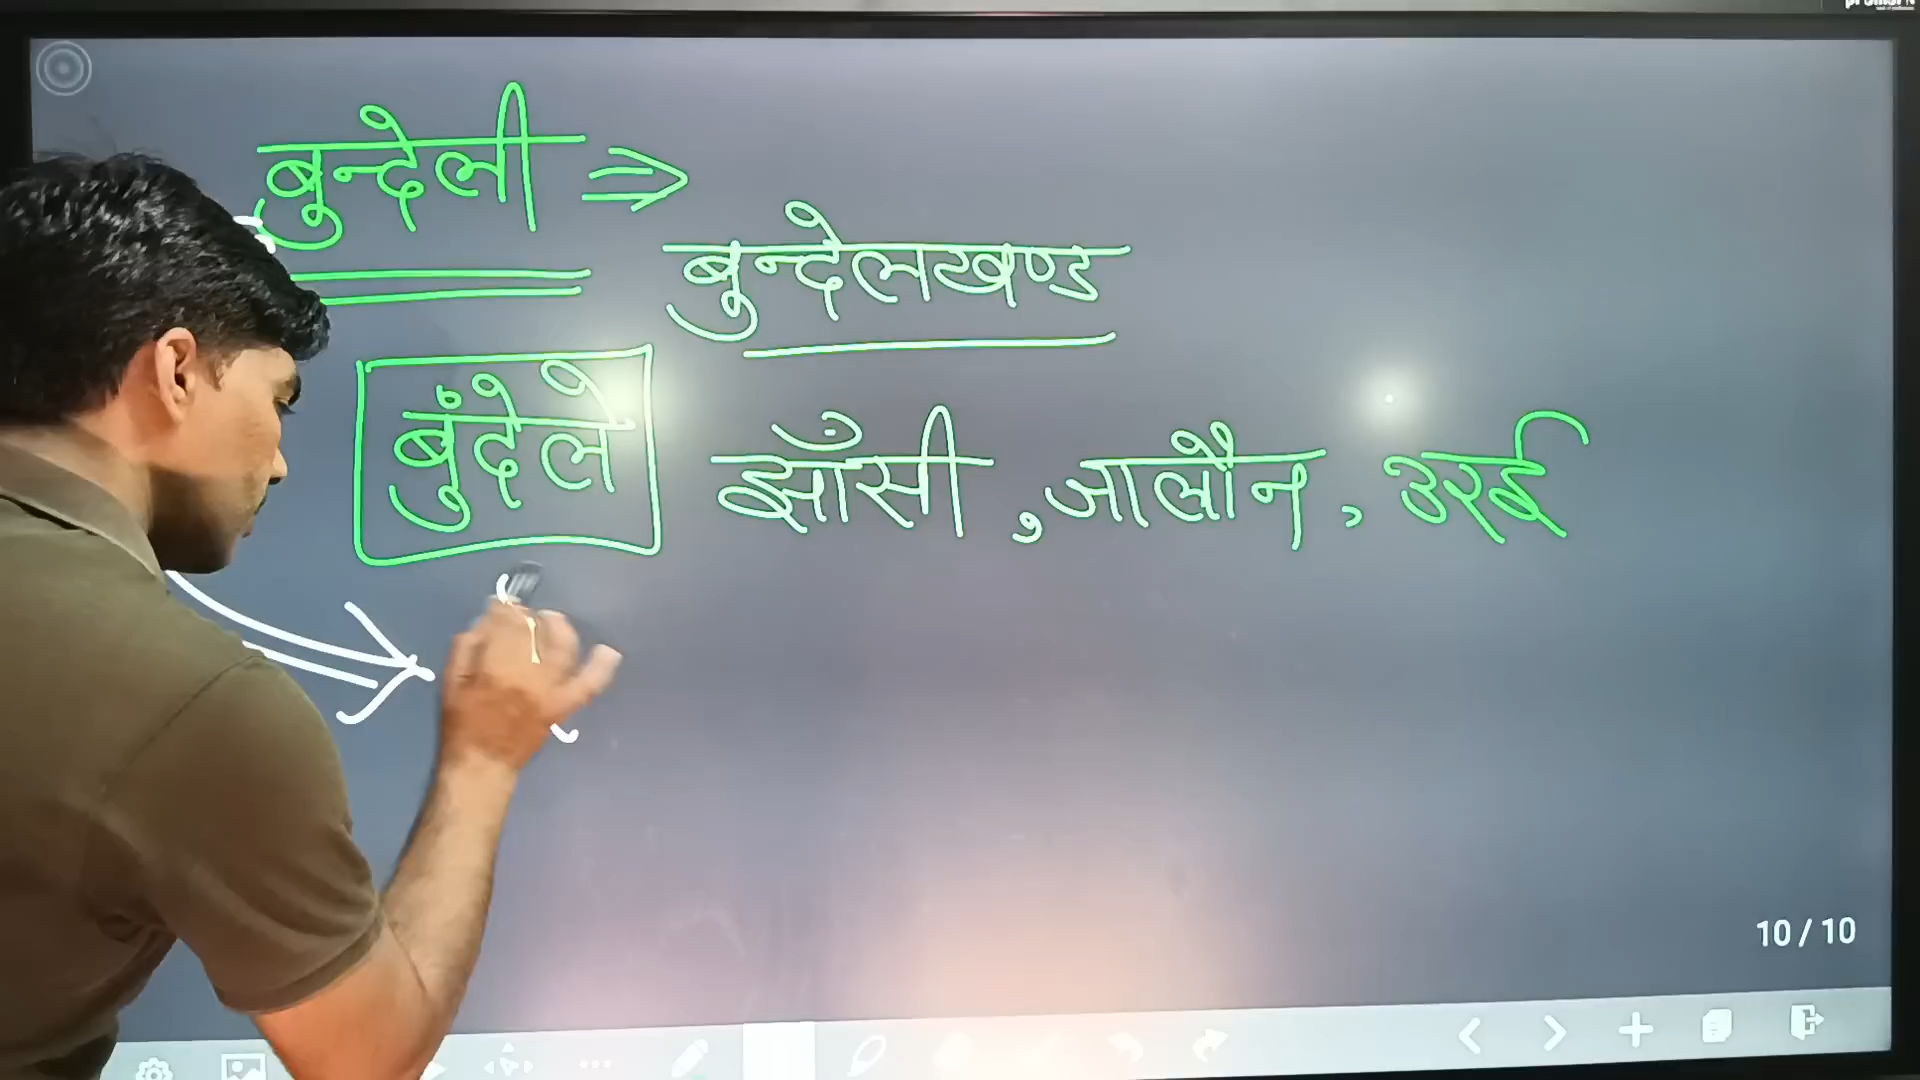 बुन्देली ⇒
बुन्देलखण्ड
बुंदेले
झाँसी, जालौन, उरई
10/10